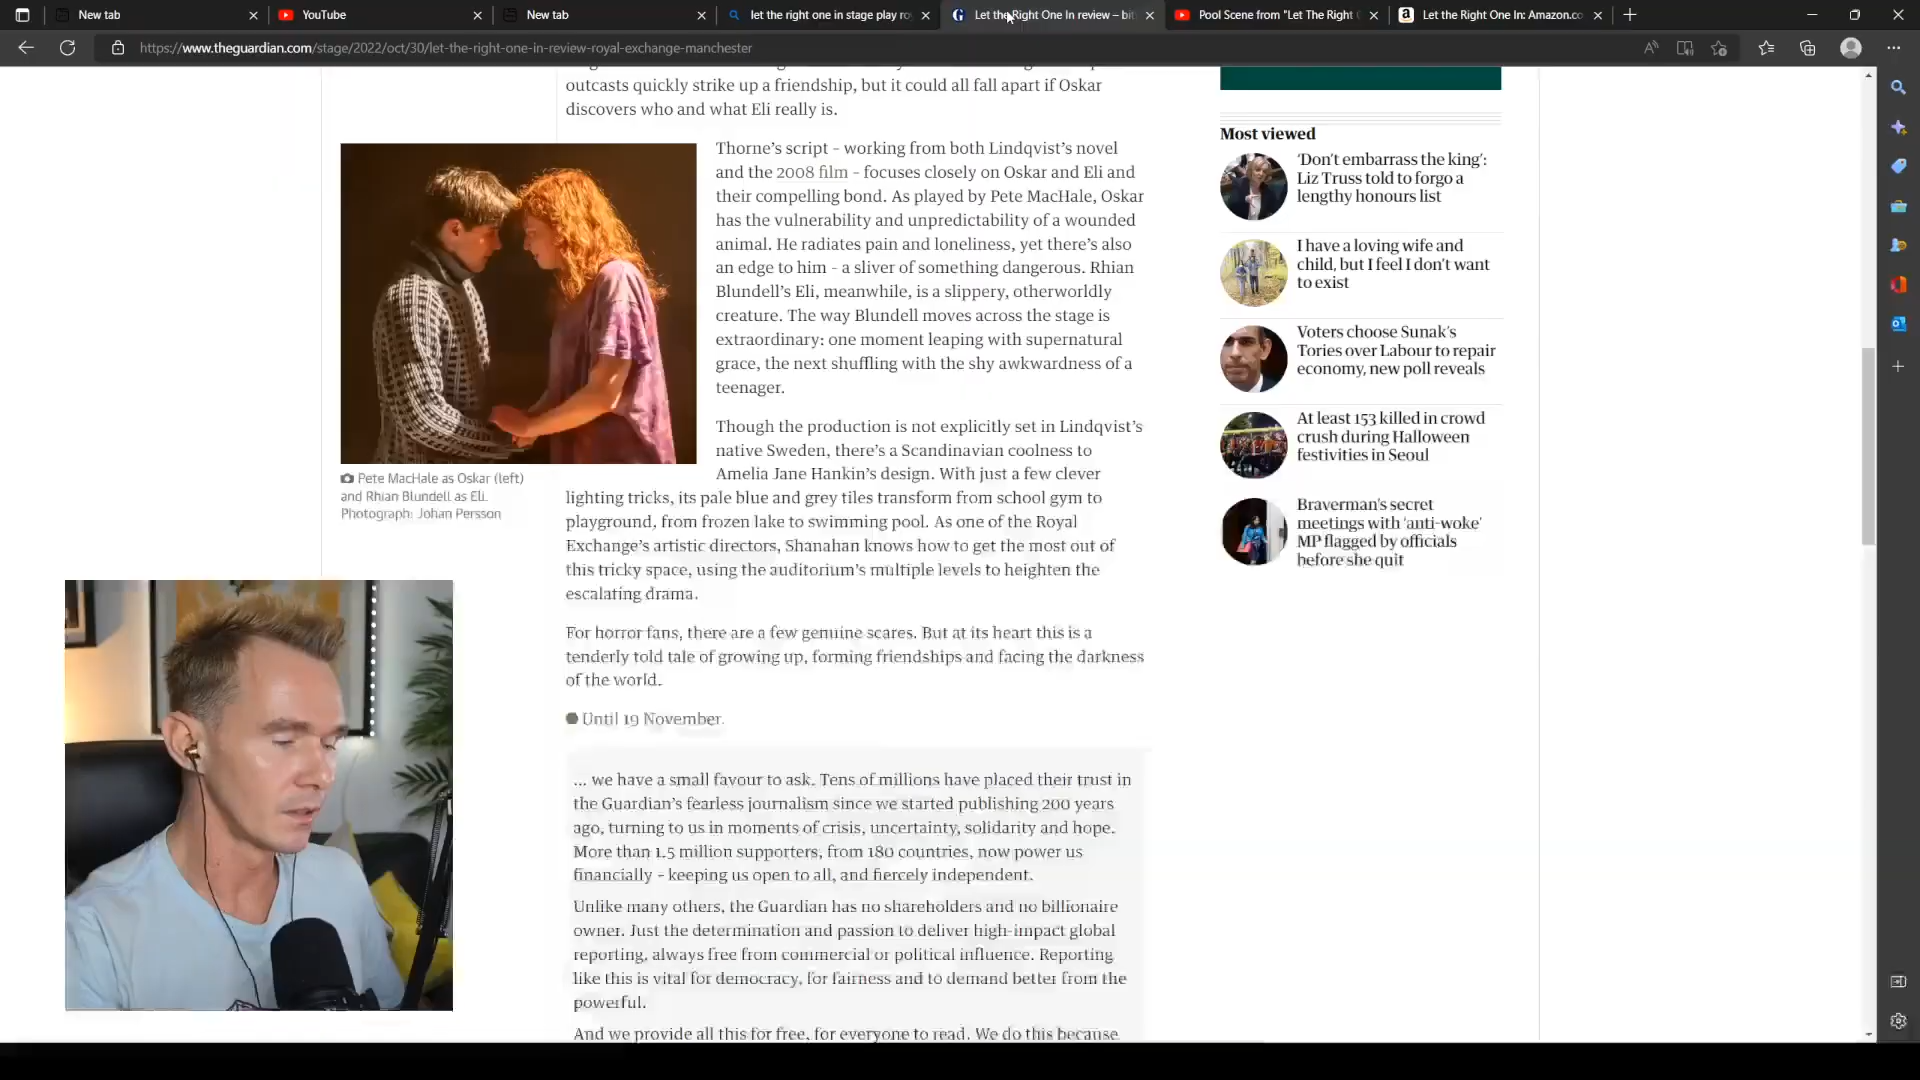 New tab
YouTube
New tab
let the right one in stage play ro
Let the Right One In review – bit
Pool Scene from "Let The Right
Let the Right One In: Amazon.co
https://www.theguardian.com/stage/2022/oct/30/let-the-right-one-in-review-royal-exchange-manchester
outcasts quickly strike up a friendship, but it could all fall apart if Oskar
discovers who and what Eli really is.
Thorne’s script – working from both Lindqvist’s novel
and the 2008 film – focuses closely on Oskar and Eli and
their compelling bond. As played by Pete MacHale, Oskar
has the vulnerability and unpredictability of a wounded
animal. He radiates pain and loneliness, yet there’s also
an edge to him – a sliver of something dangerous. Rhian
Blundell’s Eli, meanwhile, is a slippery, otherworldly
creature. The way Blundell moves across the stage is
extraordinary: one moment leaping with supernatural
grace, the next shuffling with the shy awkwardness of a
teenager.
Pete MacHale as Oskar (left)
and Rhian Blundell as Eli.
Photograph: Johan Persson
Though the production is not explicitly set in Lindqvist’s
native Sweden, there’s a Scandinavian coolness to
Amelia Jane Hankin’s design. With just a few clever
lighting tricks, its pale blue and grey tiles transform from school gym to
playground, from frozen lake to swimming pool. As one of the Royal
Exchange’s artistic directors, Shanahan knows how to get the most out of
this tricky space, using the auditorium’s multiple levels to heighten the
escalating drama.
For horror fans, there are a few genuine scares. But at its heart this is a
tenderly told tale of growing up, forming friendships and facing the darkness
of the world.
Until 19 November.
... we have a small favour to ask. Tens of millions have placed their trust in
the Guardian’s fearless journalism since we started publishing 200 years
ago, turning to us in moments of crisis, uncertainty, solidarity and hope.
More than 1.5 million supporters, from 180 countries, now power us
financially – keeping us open to all, and fiercely independent.
Unlike many others, the Guardian has no shareholders and no billionaire
owner. Just the determination and passion to deliver high-impact global
reporting, always free from commercial or political influence. Reporting
like this is vital for democracy, for fairness and to demand better from the
powerful.
And we provide all this for free, for everyone to read. We do this because
Most viewed
‘Don’t embarrass the king’:
Liz Truss told to forgo a
lengthy honours list
I have a loving wife and
child, but I feel I don’t want
to exist
Voters choose Sunak’s
Tories over Labour to repair
economy, new poll reveals
At least 153 killed in crowd
crush during Halloween
festivities in Seoul
Braverman’s secret
meetings with ‘anti-woke’
MP flagged by officials
before she quit